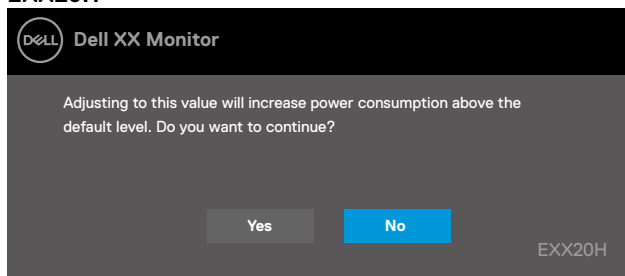 EXX20H
DELL Dell XX Monitor
Adjusting to this value will increase power consumption above the
default level. Do you want to continue?
Yes No
EXX20H